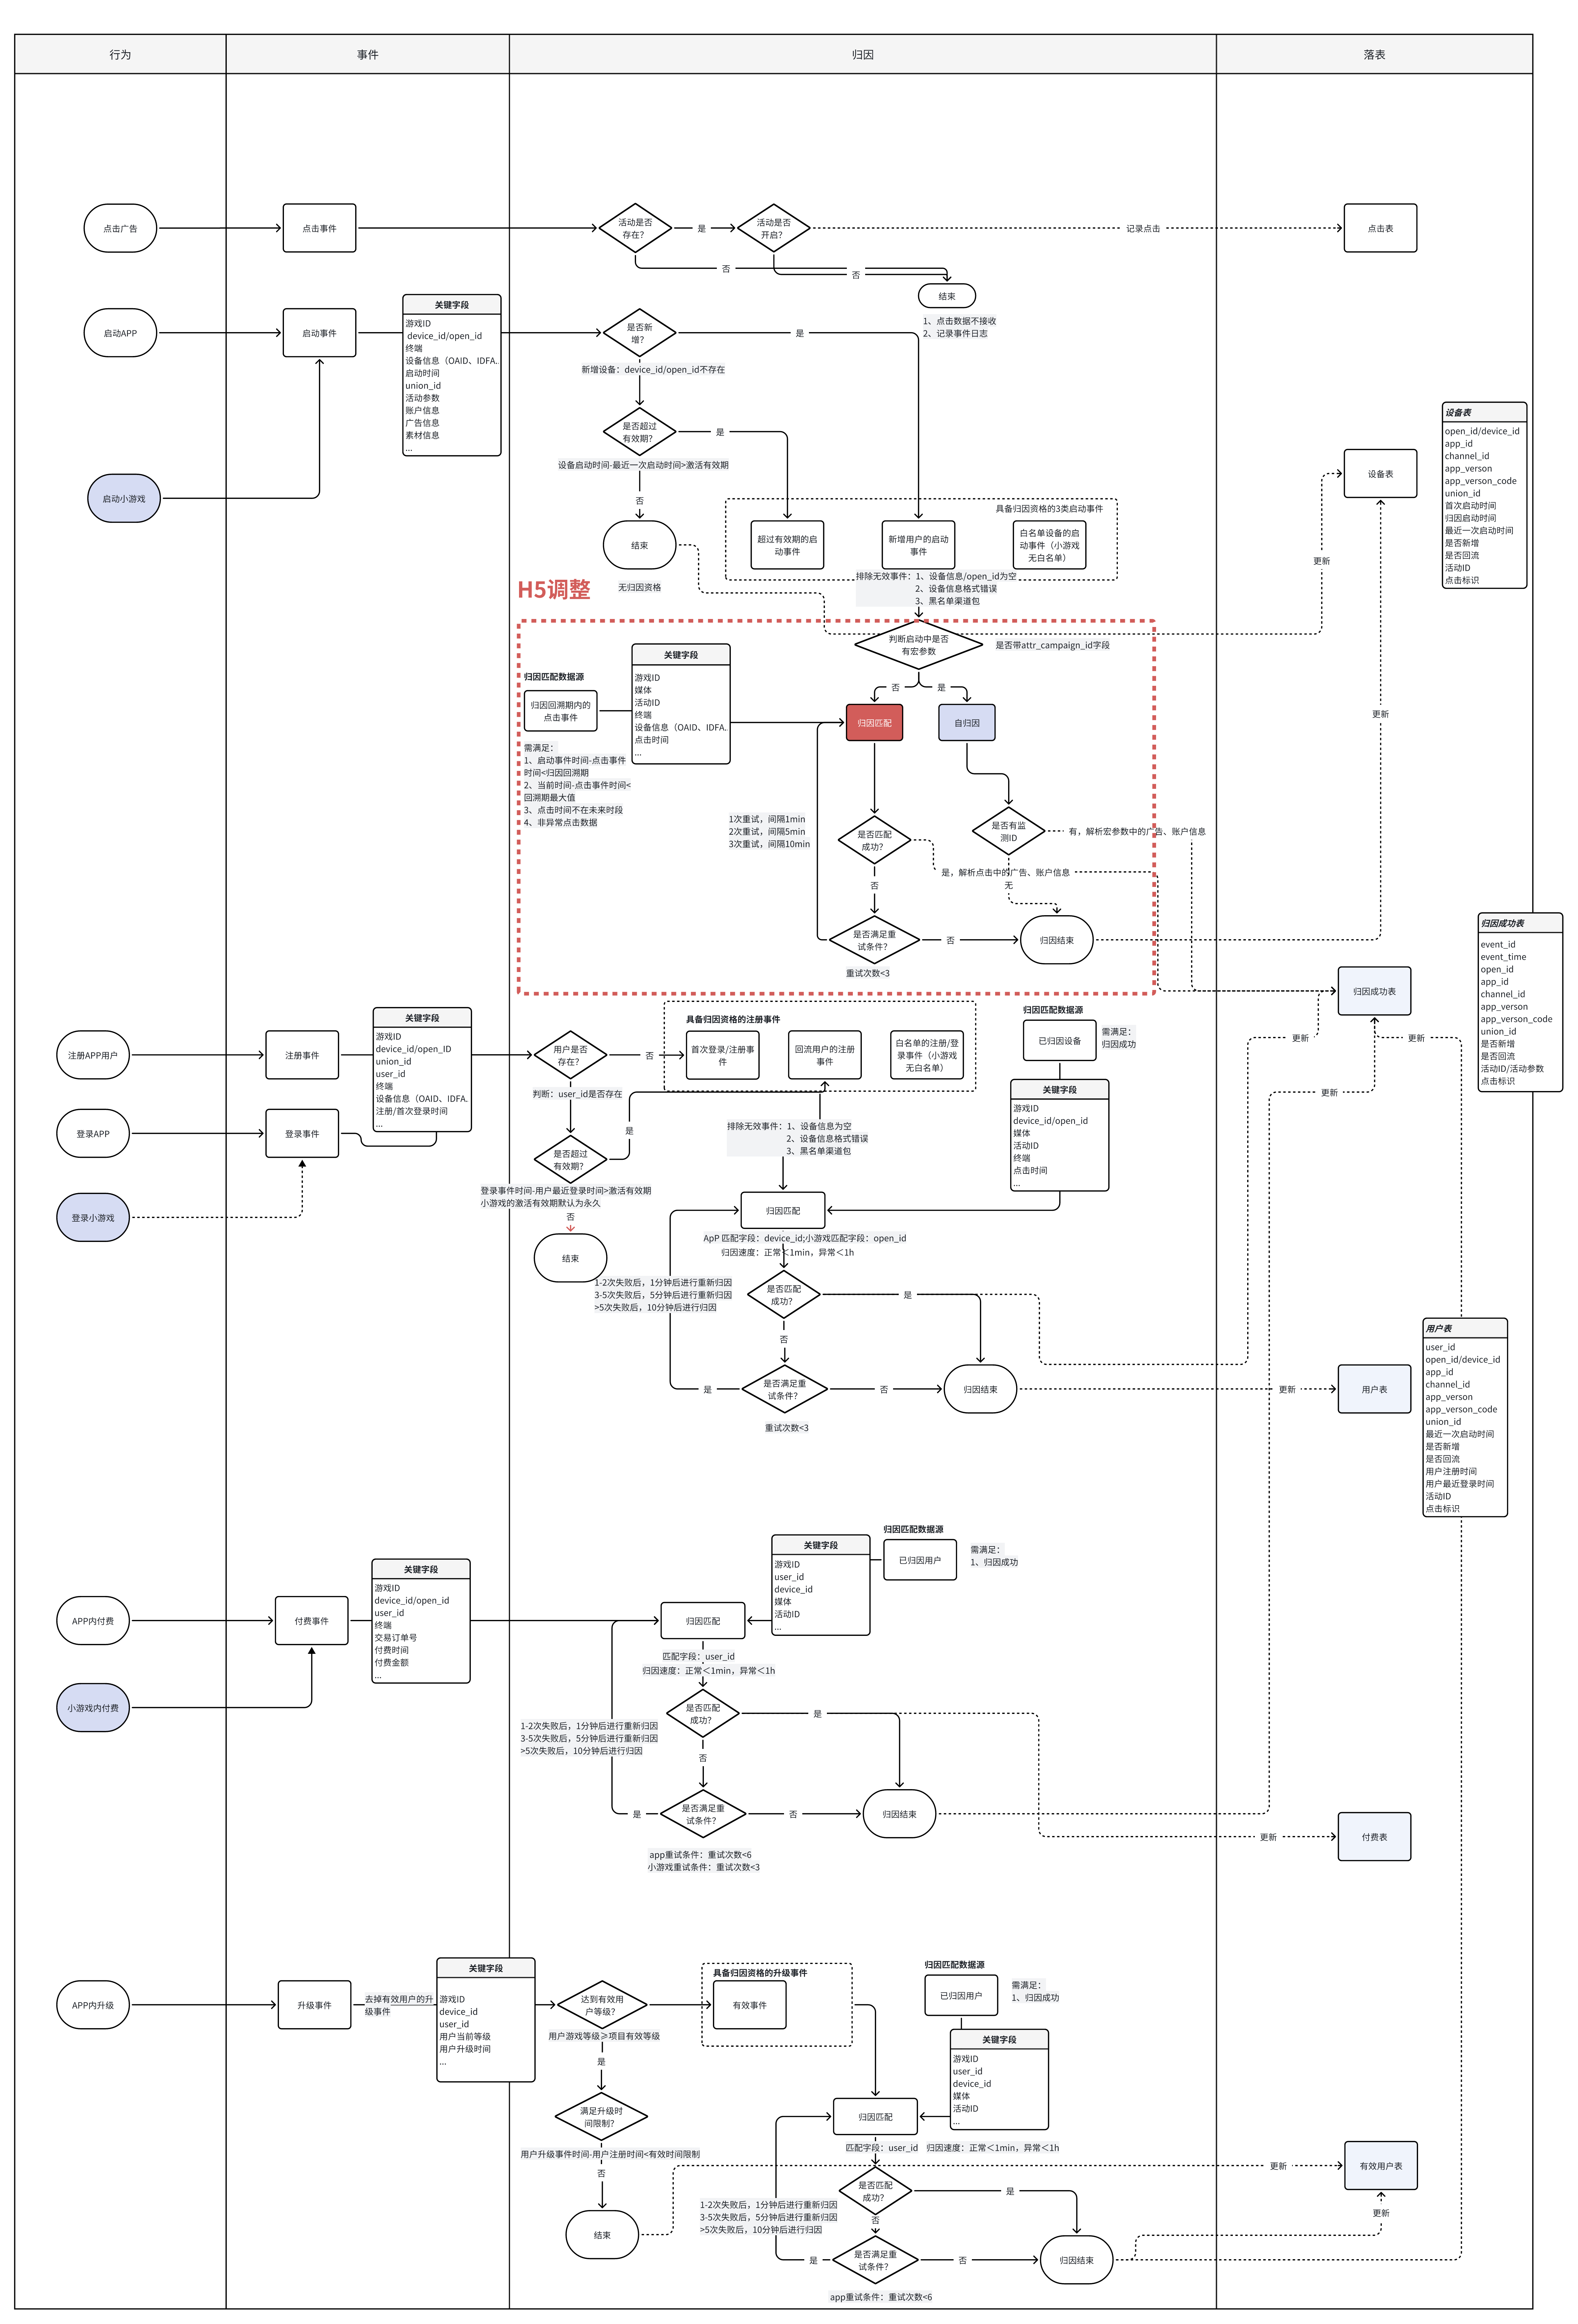 行为
事件
归因
落表
点击广告
点击事件
活动是否
存在？
是
活动是否
开启？
记录点击
点击表
否
否
结束
1、点击数据不接收
2、记录事件日志
启动APP
启动事件
关键字段
游戏ID
device_id/open_id
终端
设备信息（OAID、IDFA..
启动时间
union_id
活动参数
账户信息
广告信息
素材信息
...
是否新
增？
是
新增设备：device_id/open_id不存在
是否超过
有效期？
是
设备启动时间-最近一次启动时间>激活有效期
否
启动小游戏
结束
无归因资格
具备归因资格的3类启动事件
超过有效期的启
动事件
新增用户的启动
事件
白名单设备的启
动事件（小游戏
无白名单）
排除无效事件：1、设备信息/open_id为空
2、设备信息格式错误
3、黑名单渠道包
设备表
更新
更新
设备表
open_id/device_id
app_id
channel_id
app_verson
app_verson_code
union_id
首次启动时间
归因启动时间
最近一次启动时间
是否新增
是否回流
活动ID
点击标识
H5调整
判断启动中是否
有宏参数
是否带attr_campaign_id字段
否
是
归因匹配数据源
归因回溯期内的
点击事件
关键字段
游戏ID
媒体
活动ID
终端
设备信息（OAID、IDFA.
点击时间
...
需满足：
1、启动事件时间-点击事件
时间<归因回溯期
2、当前时间-点击事件时间<
回溯期最大值
3、点击时间不在未来时段
4、非异常点击数据
归因匹配
自归因
1次重试，间隔1min
2次重试，间隔5min
3次重试，间隔10min
是否匹配
成功？
是否有监
测ID
有，解析宏参数中的广告、账户信息
是，解析点击中的广告、账户信息
否
无
是否满足重
试条件？
否
归因结束
重试次数<3
归因成功表
归因成功表
event_id
event_time
open_id
app_id
channel_id
app_verson
app_verson_code
union_id
是否新增
是否回流
活动ID/活动参数
点击标识
更新
更新
更新
注册APP用户
注册事件
登录APP
登录事件
登录小游戏
关键字段
游戏ID
device_id/open_ID
union_id
user_id
终端
设备信息（OAID、IDFA.
注册/首次登录时间
...
用户是否
存在？
否
判断：user_id是否存在
是
是否超过
有效期？
登录事件时间-用户最近登录时间>激活有效期
小游戏的激活有效期默认为永久
否
结束
具备归因资格的注册事件
首次登录/注册事
件
回流用户的注册
事件
白名单的注册/登
录事件（小游戏
无白名单）
归因匹配数据源
已归因设备
需满足：
归因成功
关键字段
游戏ID
device_id/open_id
媒体
活动ID
终端
点击时间
...
排除无效事件：1、设备信息为空
2、设备信息格式错误
3、黑名单渠道包
归因匹配
ApP 匹配字段：device_id;小游戏匹配字段：open_id
归因速度：正常＜1min，异常＜1h
1-2次失败后，1分钟后进行重新归因
3-5次失败后，5分钟后进行重新归因
>5次失败后，10分钟后进行归因
是否匹配
成功？
是
否
是
是否满足重
试条件？
否
归因结束
重试次数<3
更新
用户表
用户表
user_id
open_id/device_id
app_id
channel_id
app_verson
app_verson_code
union_id
最近一次启动时间
是否新增
是否回流
用户注册时间
用户最近登录时间
活动ID
点击标识
APP内付费
付费事件
小游戏内付费
关键字段
游戏ID
device_id/open_id
user_id
终端
交易订单号
付费时间
付费金额
...
归因匹配数据源
关键字段
游戏ID
user_id
device_id
媒体
活动ID
...
已归因用户
需满足：
1、归因成功
归因匹配
匹配字段：user_id
归因速度：正常＜1min，异常＜1h
1-2次失败后，1分钟后进行重新归因
3-5次失败后，5分钟后进行重新归因
>5次失败后，10分钟后进行归因
是否匹配
成功？
是
否
是
是否满足重
试条件？
否
归因结束
app重试条件：重试次数<6
小游戏重试条件：重试次数<3
更新
付费表
APP内升级
升级事件
去掉有效用户的升
级事件
关键字段
游戏ID
device_id
user_id
用户当前等级
用户升级时间
...
达到有效用
户等级？
用户游戏等级≥项目有效等级
是
满足升级时
间限制？
用户升级事件时间-用户注册时间<有效时间限制
否
结束
具备归因资格的升级事件
有效事件
归因匹配数据源
已归因用户
需满足：
1、归因成功
关键字段
游戏ID
user_id
device_id
媒体
活动ID
...
归因匹配
匹配字段：user_id
归因速度：正常＜1min，异常＜1h
1-2次失败后，1分钟后进行重新归因
3-5次失败后，5分钟后进行重新归因
>5次失败后，10分钟后进行归因
是否匹配
成功？
是
否
是
是否满足重
试条件？
否
归因结束
app重试条件：重试次数<6
更新
有效用户表
更新